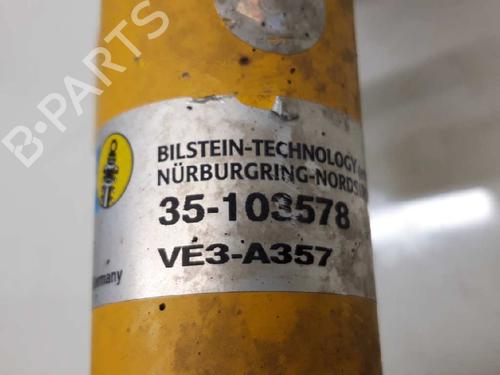 B-PARTS
BILSTEIN-TECHNOLOGY
NÜRBURGRING-NORDS
35-103578
VE3-A357
Germany